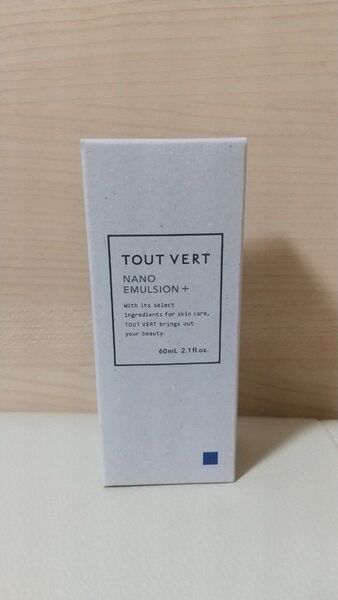 TOUT VERT
NANO
EMULSION +
With its select
ingredients for skin care,
TOUT VERT brings out
your beauty.
60mL 2.1fl.oz.